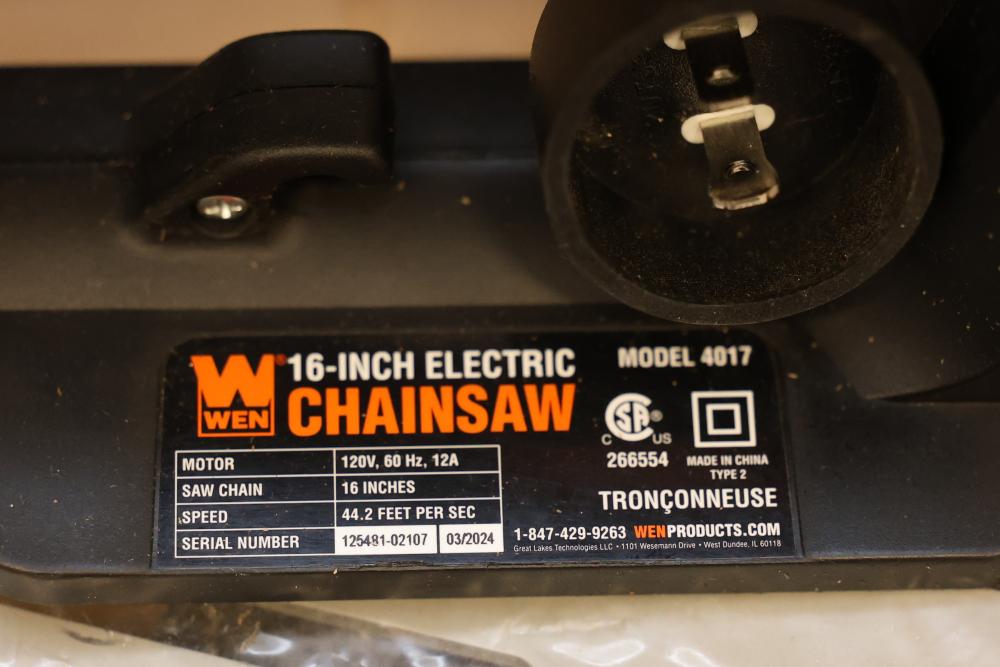 WEN® 16-INCH ELECTRIC
CHAINSAW
MODEL 4017
C SA® US
266554
MADE IN CHINA
TYPE 2
MOTOR 120V, 60 Hz, 12A
SAW CHAIN 16 INCHES
SPEED 44.2 FEET PER SEC
SERIAL NUMBER 125481-02107 03/2024
TRONÇONNEUSE
1-847-429-9263 WENPRODUCTS.COM
Great Lakes Technologies LLC • 1101 Wesemann Drive • West Dundee, IL 60118